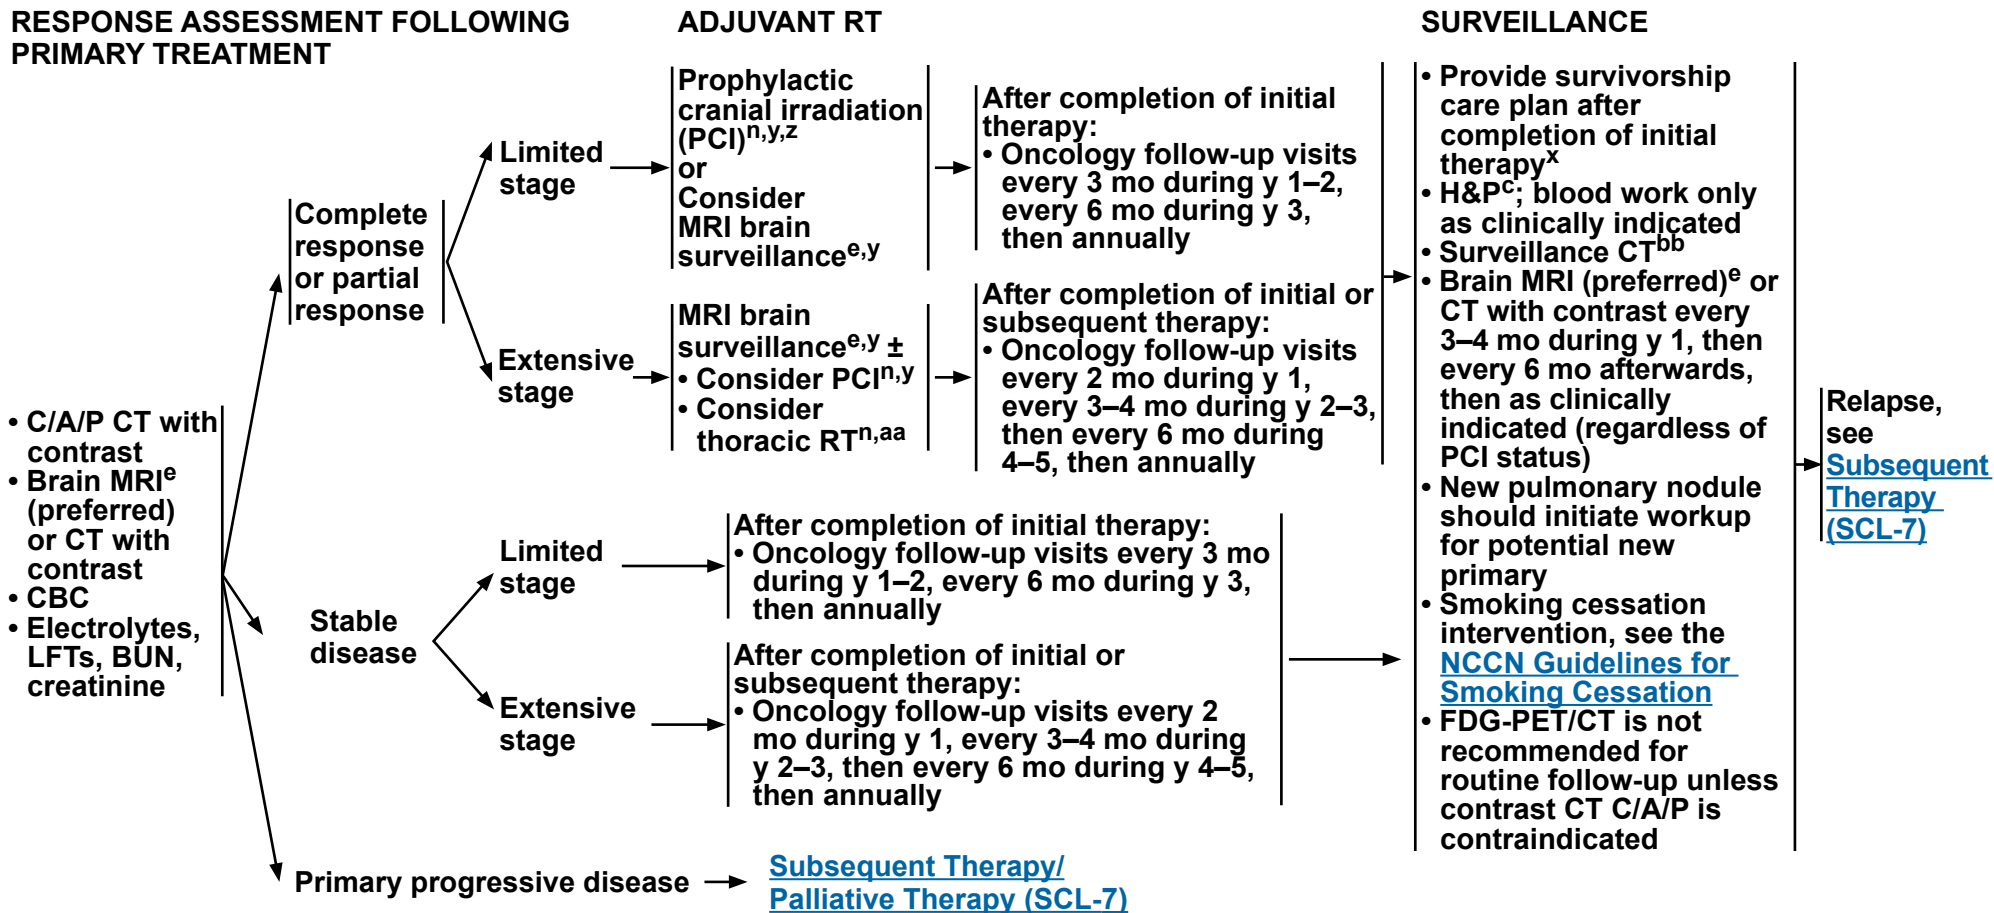 RESPONSE ASSESSMENT FOLLOWING
PRIMARY TREATMENT
ADJUVANT RT
SURVEILLANCE
• C/A/P CT with
contrast
• Brain MRIe
(preferred)
or CT with
contrast
• CBC
• Electrolytes,
LFTs, BUN,
creatinine
Complete
response
or partial
response
Limited
stage
Prophylactic
cranial irradiation
(PCI)n,y,z
or
Consider
MRI brain
surveillancee,y
After completion of initial
therapy:
• Oncology follow-up visits
every 3 mo during y 1–2,
every 6 mo during y 3,
then annually
Extensive
stage
MRI brain
surveillancee,y ±
• Consider PCIn,y
• Consider
thoracic RTn,aa
After completion of initial or
subsequent therapy:
• Oncology follow-up visits
every 2 mo during y 1,
every 3–4 mo during y 2–3,
then every 6 mo during
4–5, then annually
Stable
disease
Limited
stage
After completion of initial therapy:
• Oncology follow-up visits every 3 mo
during y 1–2, every 6 mo during y 3,
then annually
Extensive
stage
After completion of initial or
subsequent therapy:
• Oncology follow-up visits every 2
mo during y 1, every 3–4 mo during
y 2–3, then every 6 mo during y 4–5,
then annually
Primary progressive disease
Subsequent Therapy/
Palliative Therapy (SCL-7)
• Provide survivorship
care plan after
completion of initial
therapyx
• H&Pc; blood work only
as clinically indicated
• Surveillance CTbb
• Brain MRI (preferred)e or
CT with contrast every
3–4 mo during y 1, then
every 6 mo afterwards,
then as clinically
indicated (regardless of
PCI status)
• New pulmonary nodule
should initiate workup
for potential new
primary
• Smoking cessation
intervention, see the
NCCN Guidelines for
Smoking Cessation
• FDG-PET/CT is not
recommended for
routine follow-up unless
contrast CT C/A/P is
contraindicated
Relapse,
see
Subsequent
Therapy
(SCL-7)